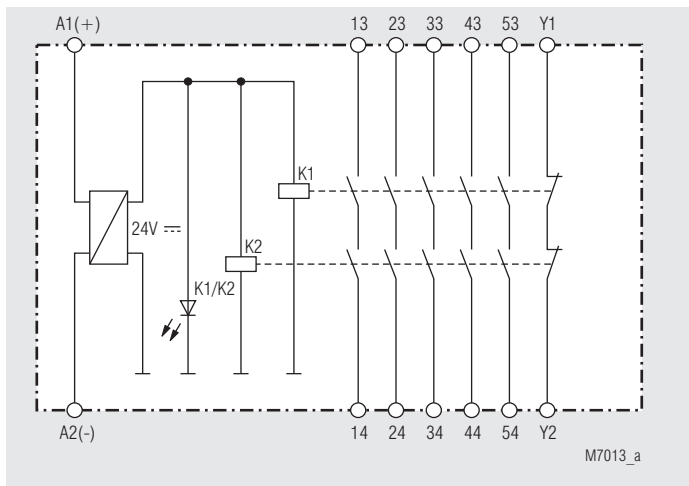 A1(+) 13 23 33 43 53 Y1
K1
24V
K2
K1/K2
A2(-) 14 24 34 44 54 Y2
M7013_a